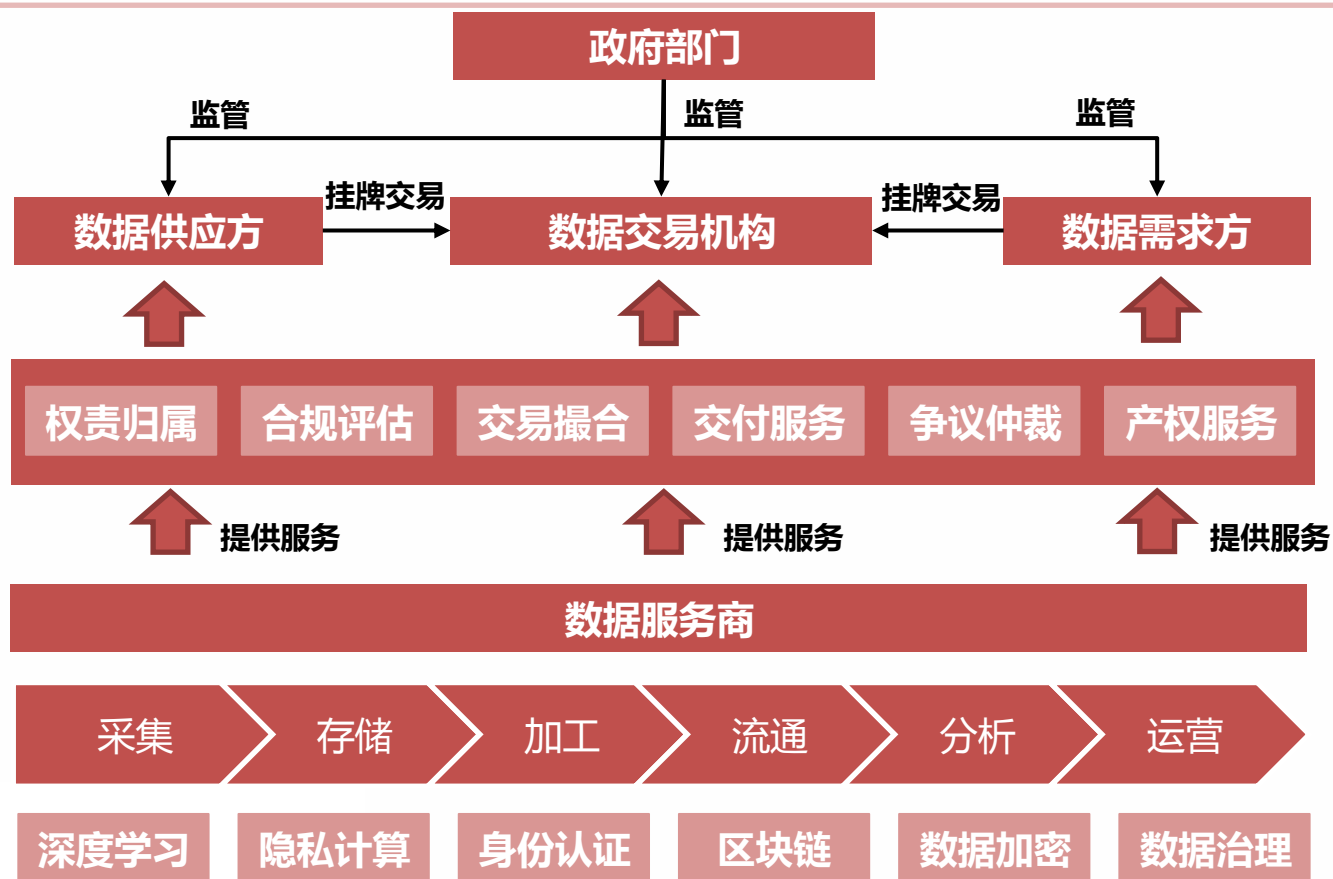 政府部门
监管
监管
监管
挂牌交易
挂牌交易
数据供应方
数据交易机构
数据需求方
权责归属
合规评估
交易撮合
交付服务
争议仲裁
产权服务
提供服务
提供服务
提供服务
数据服务商
采集
存储
加工
流通
分析
运营
深度学习
隐私计算
身份认证
区块链
数据加密
数据治理